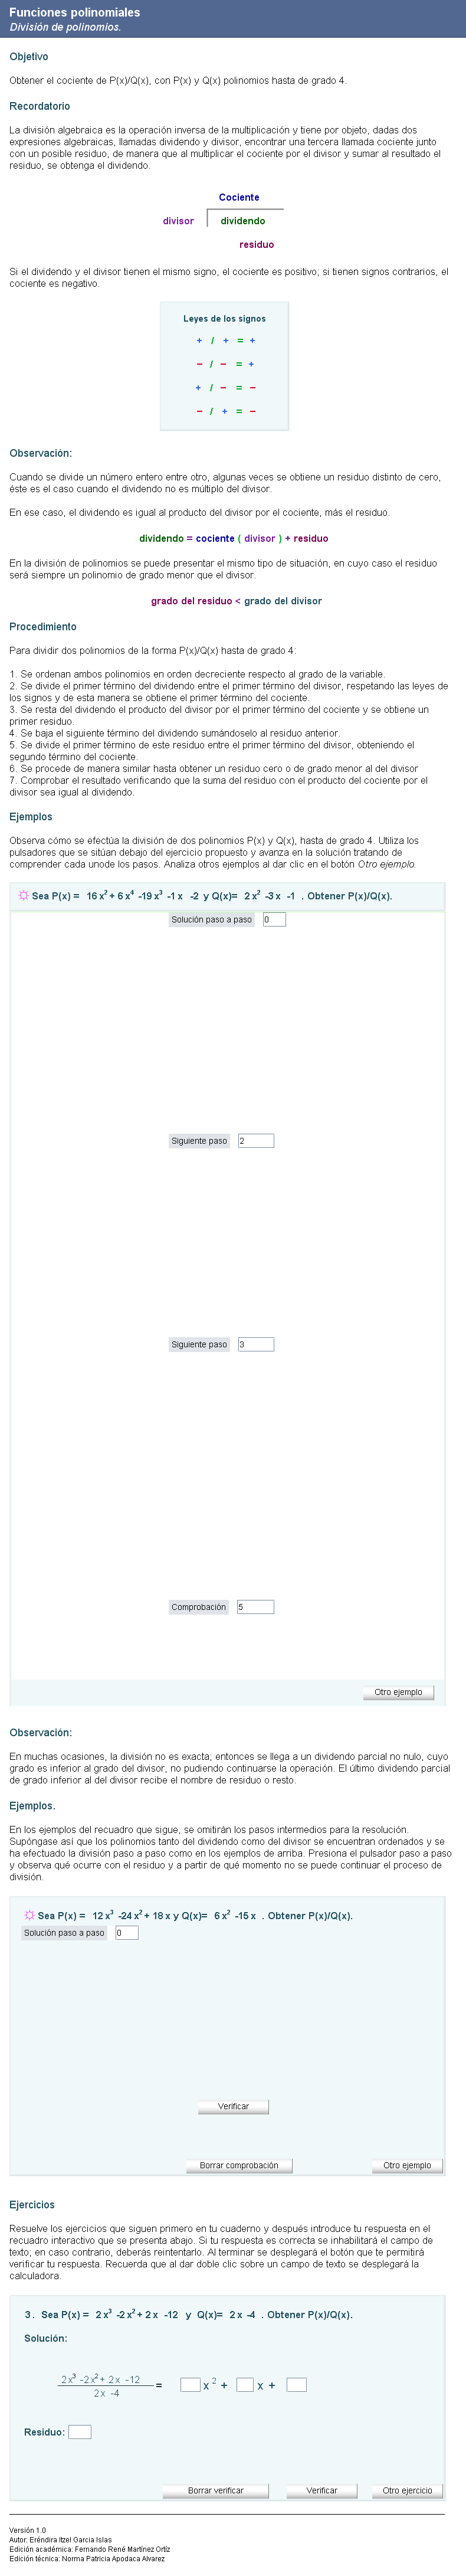 Funciones polinomiales
División de polinomios.
Objetivo
Obtener el cociente de P(x)/Q(x), con P(x) y Q(x) polinomios hasta de grado 4.
Recordatorio
La división algebraica es la operación inversa de la multiplicación y tiene por objeto, dadas dos
expresiones algebraicas, llamadas dividendo y divisor, encontrar una tercera llamada cociente junto
con un posible residuo, de manera que al multiplicar el cociente por el divisor y sumar al resultado el
residuo, se obtenga el dividendo.
Cociente
divisor dividendo
residuo
Si el dividendo y el divisor tienen el mismo signo, el cociente es positivo; si tienen signos contrarios, el
cociente es negativo.
Leyes de los signos
+ / + = +
− / − = +
+ / − = −
− / + = −
Observación:
Cuando se divide un número entero entre otro, algunas veces se obtiene un residuo distinto de cero,
éste es el caso cuando el dividendo no es múltiplo del divisor.
En ese caso, el dividendo es igual al producto del divisor por el cociente, más el residuo.
dividendo = cociente ( divisor ) + residuo
En la división de polinomios se puede presentar el mismo tipo de situación, en cuyo caso el residuo
será siempre un polinomio de grado menor que el divisor.
grado del residuo < grado del divisor
Procedimiento
Para dividir dos polinomios de la forma P(x)/Q(x) hasta de grado 4:
1. Se ordenan ambos polinomios en orden decreciente respecto al grado de la variable.
2. Se divide el primer término del dividendo entre el primer término del divisor, respetando las leyes de
los signos y de esta manera se obtiene el primer término del cociente.
3. Se resta del dividendo el producto del divisor por el primer término del cociente y se obtiene un
primer residuo.
4. Se baja el siguiente término del dividendo sumándoselo al residuo anterior.
5. Se divide el primer término de este residuo entre el primer término del divisor, obteniendo el
segundo término del cociente.
6. Se procede de manera similar hasta obtener un residuo cero o de grado menor al del divisor
7. Comprobar el resultado verificando que la suma del residuo con el producto del cociente por el
divisor sea igual al dividendo.
Ejemplos
Observa cómo se efectúa la división de dos polinomios P(x) y Q(x), hasta de grado 4. Utiliza los
pulsadores que se sitúan debajo del ejercicio propuesto y avanza en la solución tratando de
comprender cada unode los pasos. Analiza otros ejemplos al dar clic en el botón Otro ejemplo.
Sea P(x) = 16 x² + 6 x⁴ -19 x³ -1 x -2 y Q(x)= 2 x² -3 x -1 . Obtener P(x)/Q(x).
Solución paso a paso 0
Siguiente paso 2
Siguiente paso 3
Comprobación 5
Otro ejemplo
Observación:
En muchas ocasiones, la división no es exacta; entonces se llega a un dividendo parcial no nulo, cuyo
grado es inferior al grado del divisor, no pudiendo continuarse la operación. El último dividendo parcial
de grado inferior al del divisor recibe el nombre de residuo o resto.
Ejemplos.
En los ejemplos del recuadro que sigue, se omitirán los pasos intermedios para la resolución.
Supóngase así que los polinomios tanto del dividendo como del divisor se encuentran ordenados y se
ha efectuado la división paso a paso como en los ejemplos de arriba. Presiona el pulsador paso a paso
y observa qué ocurre con el residuo y a partir de qué momento no se puede continuar el proceso de
división.
Sea P(x) = 12 x³ -24 x² + 18 x y Q(x)= 6 x² -15 x . Obtener P(x)/Q(x).
Solución paso a paso 0
Verificar
Borrar comprobación Otro ejemplo
Ejercicios
Resuelve los ejercicios que siguen primero en tu cuaderno y después introduce tu respuesta en el
recuadro interactivo que se presenta abajo. Si tu respuesta es correcta se inhabilitará el campo de
texto; en caso contrario, deberás reintentarlo. Al terminar se desplegará el botón que te permitirá
verificar tu respuesta. Recuerda que al dar doble clic sobre un campo de texto se desplegará la
calculadora.
3. Sea P(x) = 2 x³ -2 x² + 2 x -12 y Q(x)= 2 x -4 . Obtener P(x)/Q(x).
Solución:
2x³ -2x² + 2x -12
2x -4
= x² + x +
Residuo:
Borrar verificar Verificar Otro ejercicio
Versión 1.0
Autor: Eréndira Itzel García Islas
Edición académica: Fernando René Martínez Ortiz
Edición técnica: Norma Patricia Apodaca Alvarez